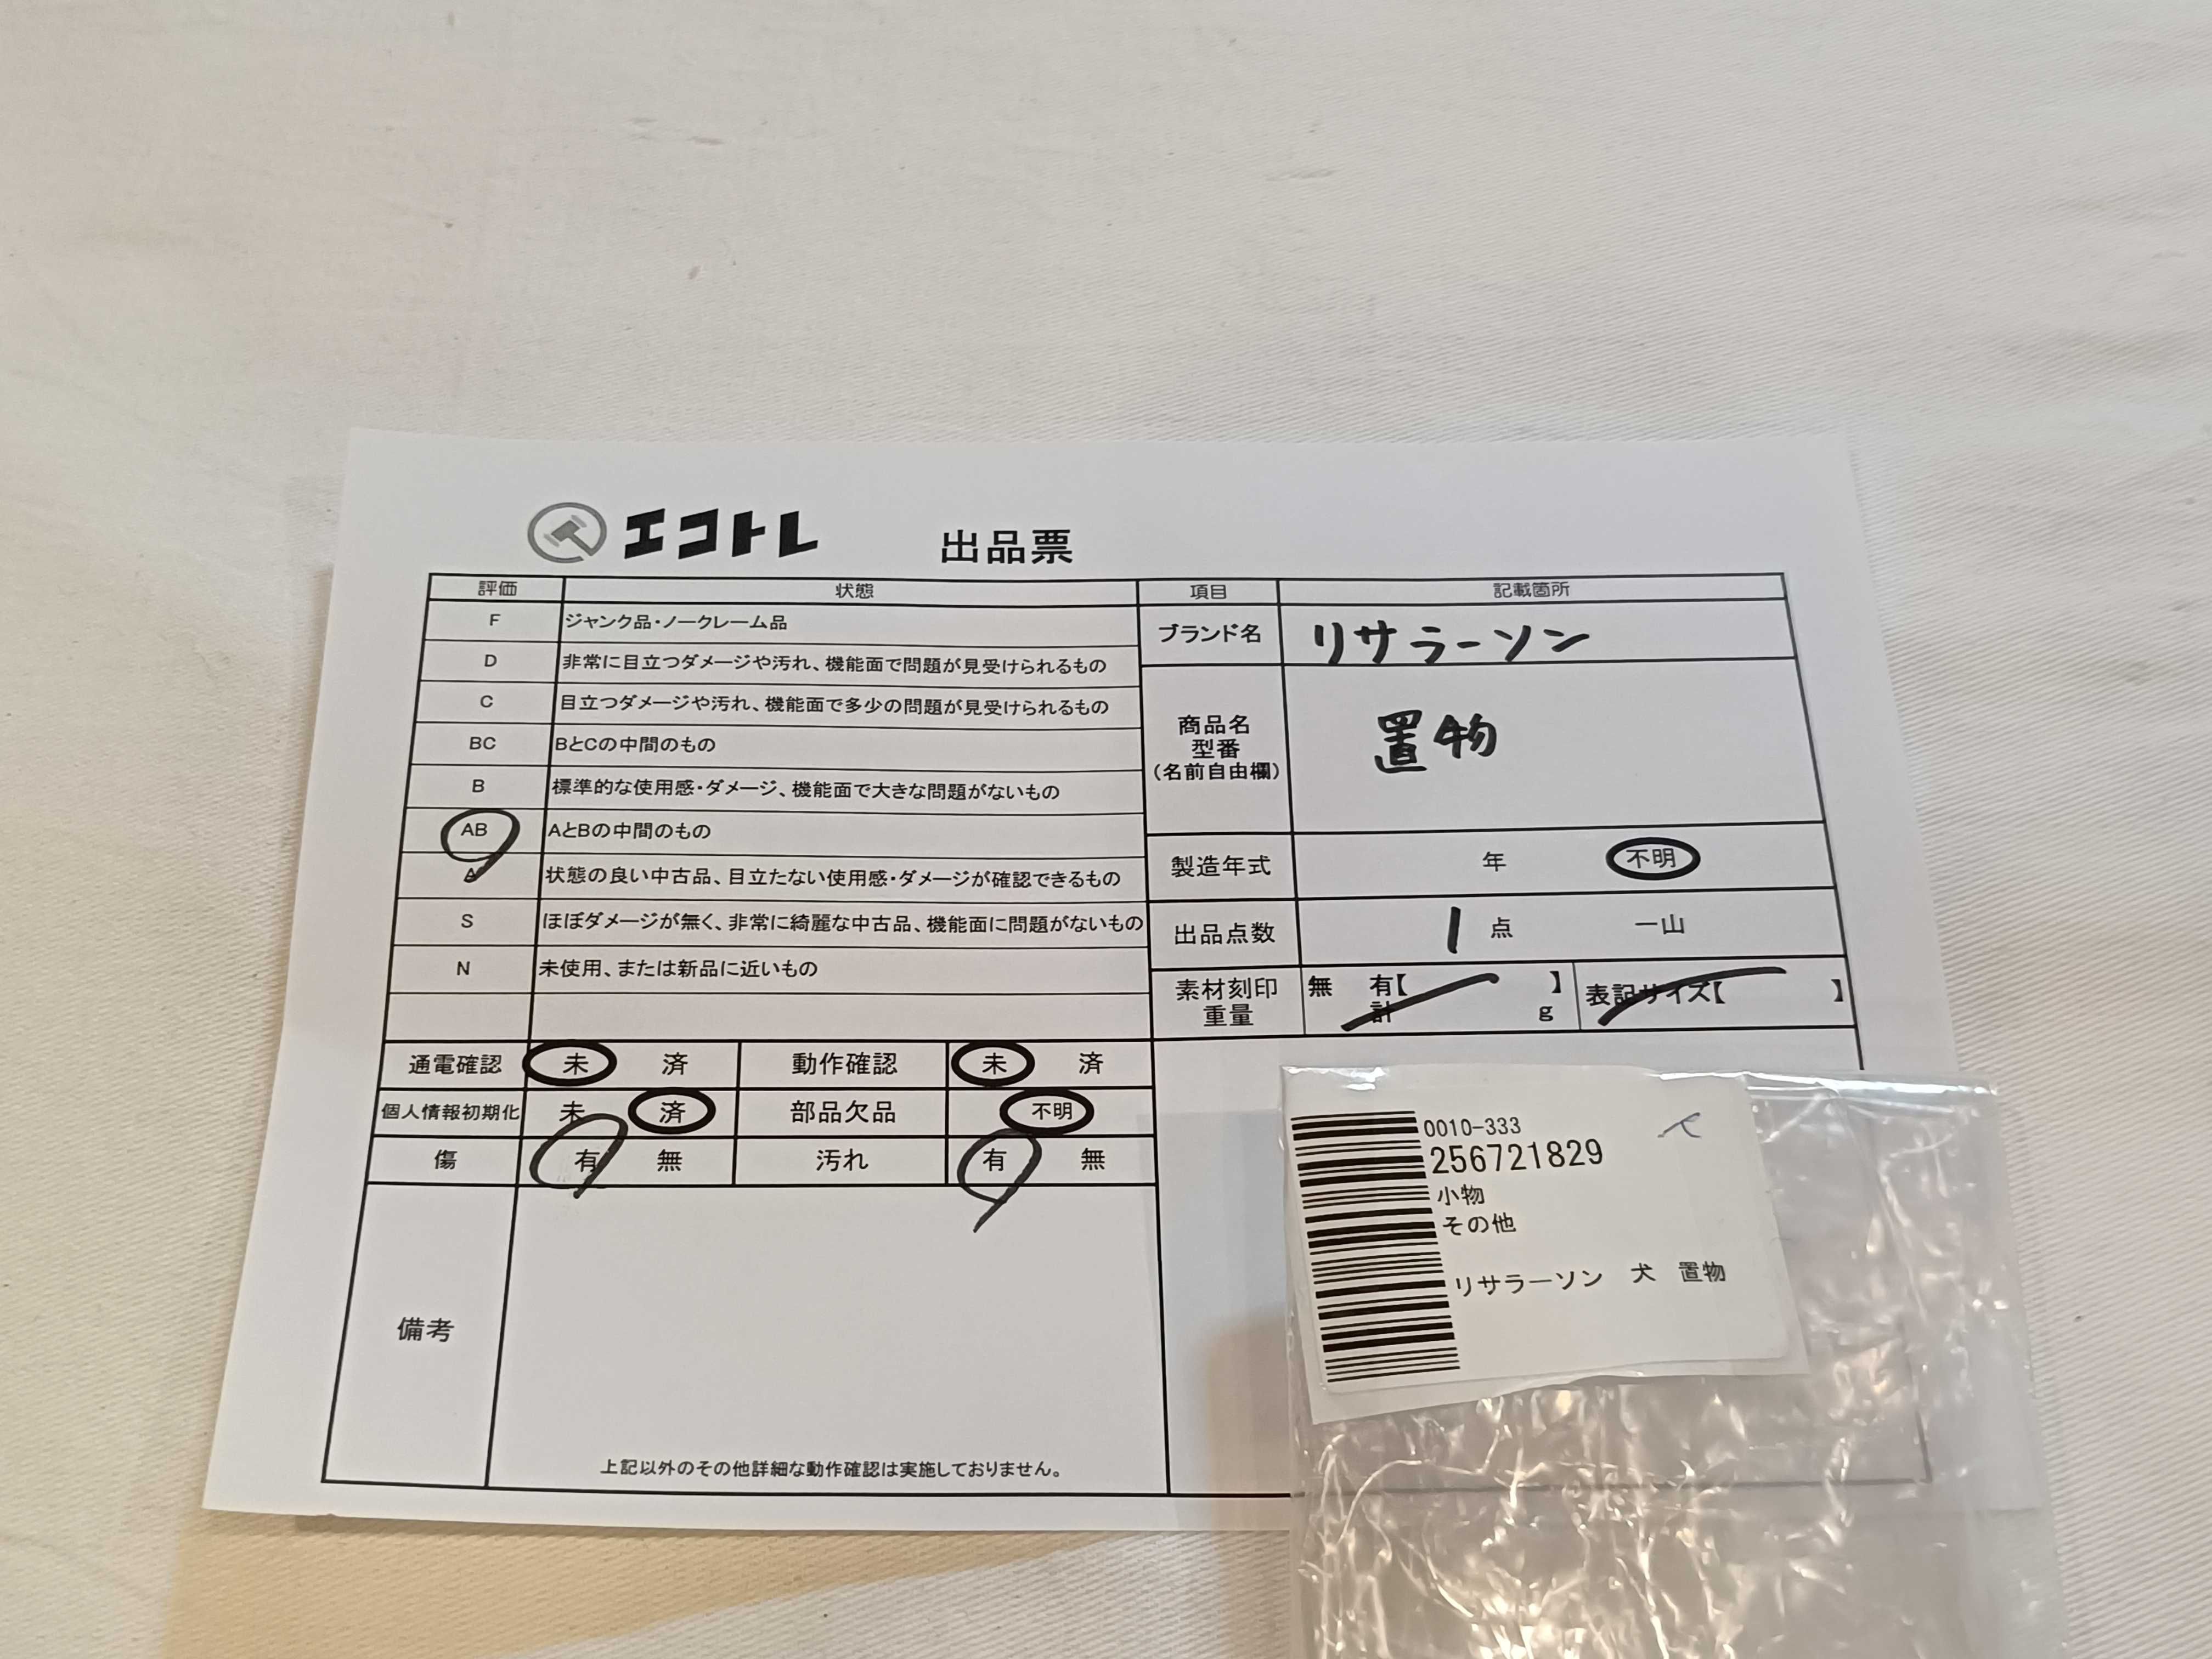 エコトレ 出品票
評価 状態 項目 記載箇所
F ジャンク品・ノークレーム品
D 非常に目立つダメージや汚れ、機能面で問題が見受けられるもの
C 目立つダメージや汚れ、機能面で多少の問題が見受けられるもの
BC BとCの中間のもの
B 標準的な使用感・ダメージ、機能面で大きな問題がないもの
AB AとBの中間のもの
A 状態の良い中古品、目立たない使用感・ダメージが確認できるもの
S ほぼダメージが無く、非常に綺麗な中古品、機能面に問題がないもの
N 未使用、または新品に近いもの
ブランド名 リサラーソン
商品名
型番
(名前自由欄)
置物
製造年式 年 不明
出品点数 1 点 一山
素材刻印
重量
無 有【 】
計 g
表記サイズ【 】
通電確認 未 済 動作確認 未 済
個人情報初期化 未 済 部品欠品 不明
傷 有 無 汚れ 有 無
備考
上記以外のその他詳細な動作確認は実施しておりません。
0010-333
256721829
小物
その他
リサラーソン 犬 置物